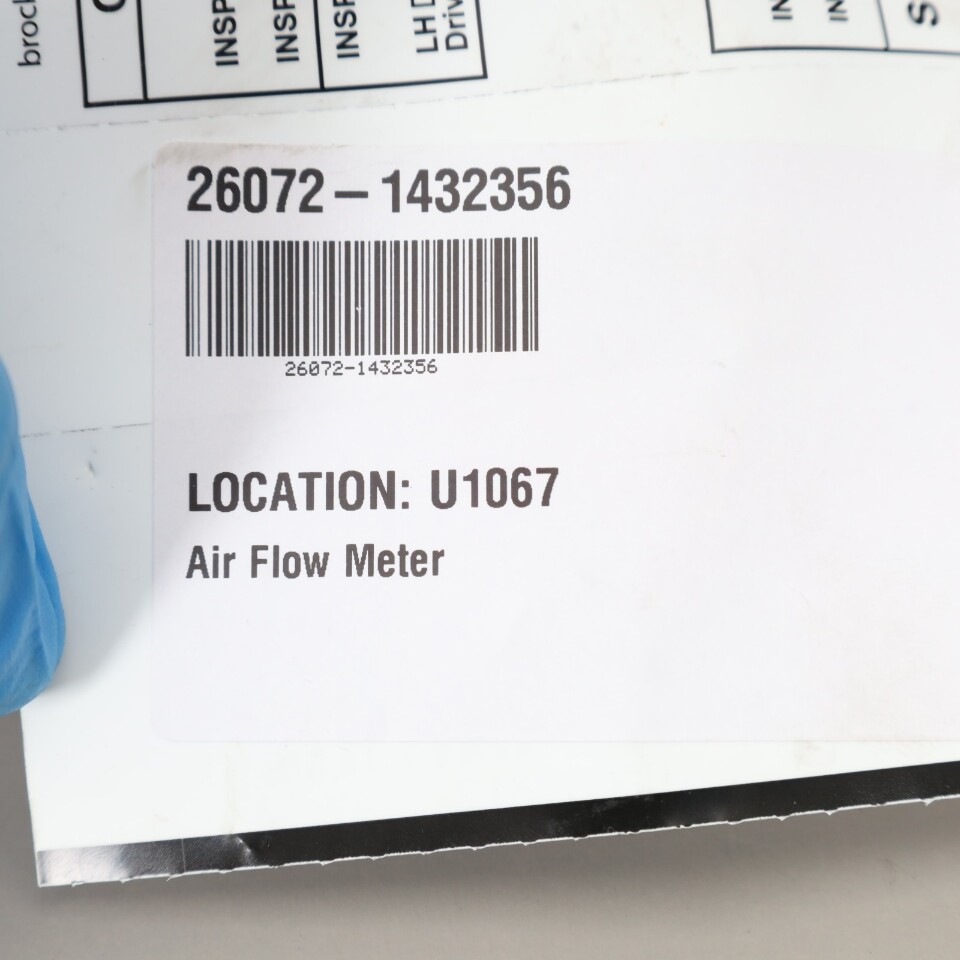 26072 – 1432356
26072-1432356
LOCATION: U1067
Air Flow Meter